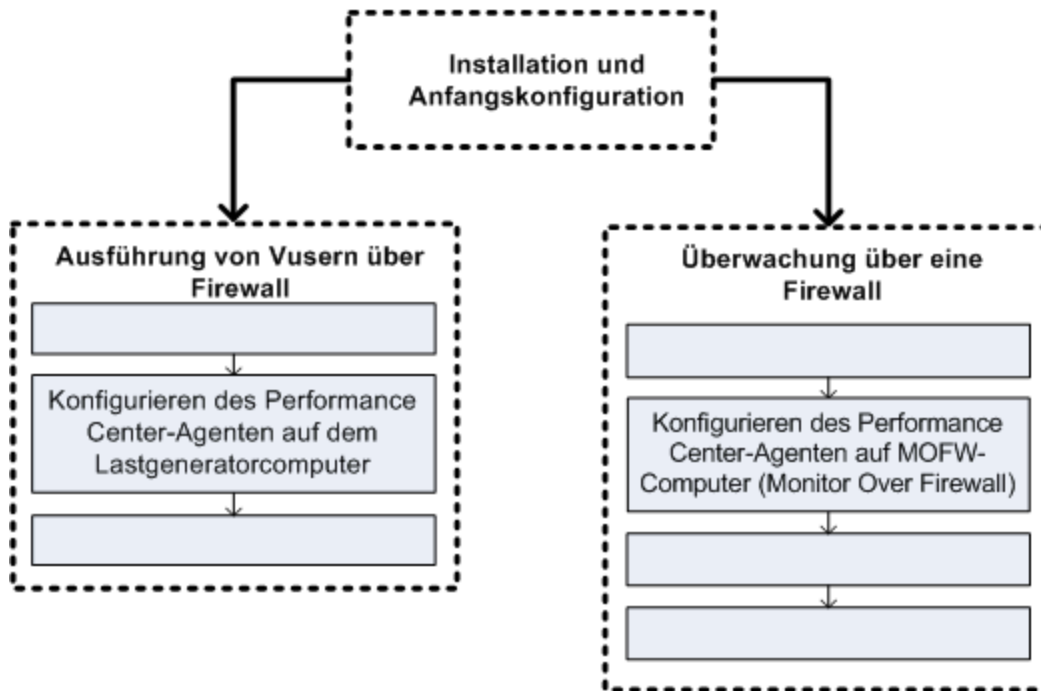 Installation und
Anfangskonfiguration
Ausführung von Vusern über
Firewall
Konfigurieren des Performance
Center-Agenten auf dem
Lastgeneratorcomputer
Überwachung über eine
Firewall
Konfigurieren des Performance
Center-Agenten auf MOFW-
Computer (Monitor Over Firewall)